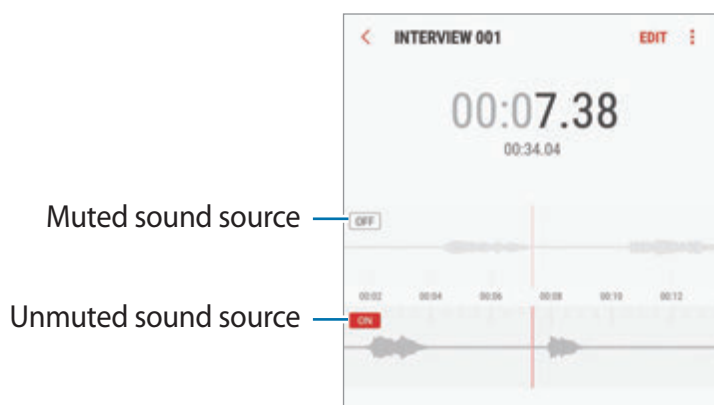 INTERVIEW 001 EDIT
00:07.38
00:34.04
Muted sound source OFF
00:02 00:04 00:06 00:08 00:10 00:12
Unmuted sound source ON